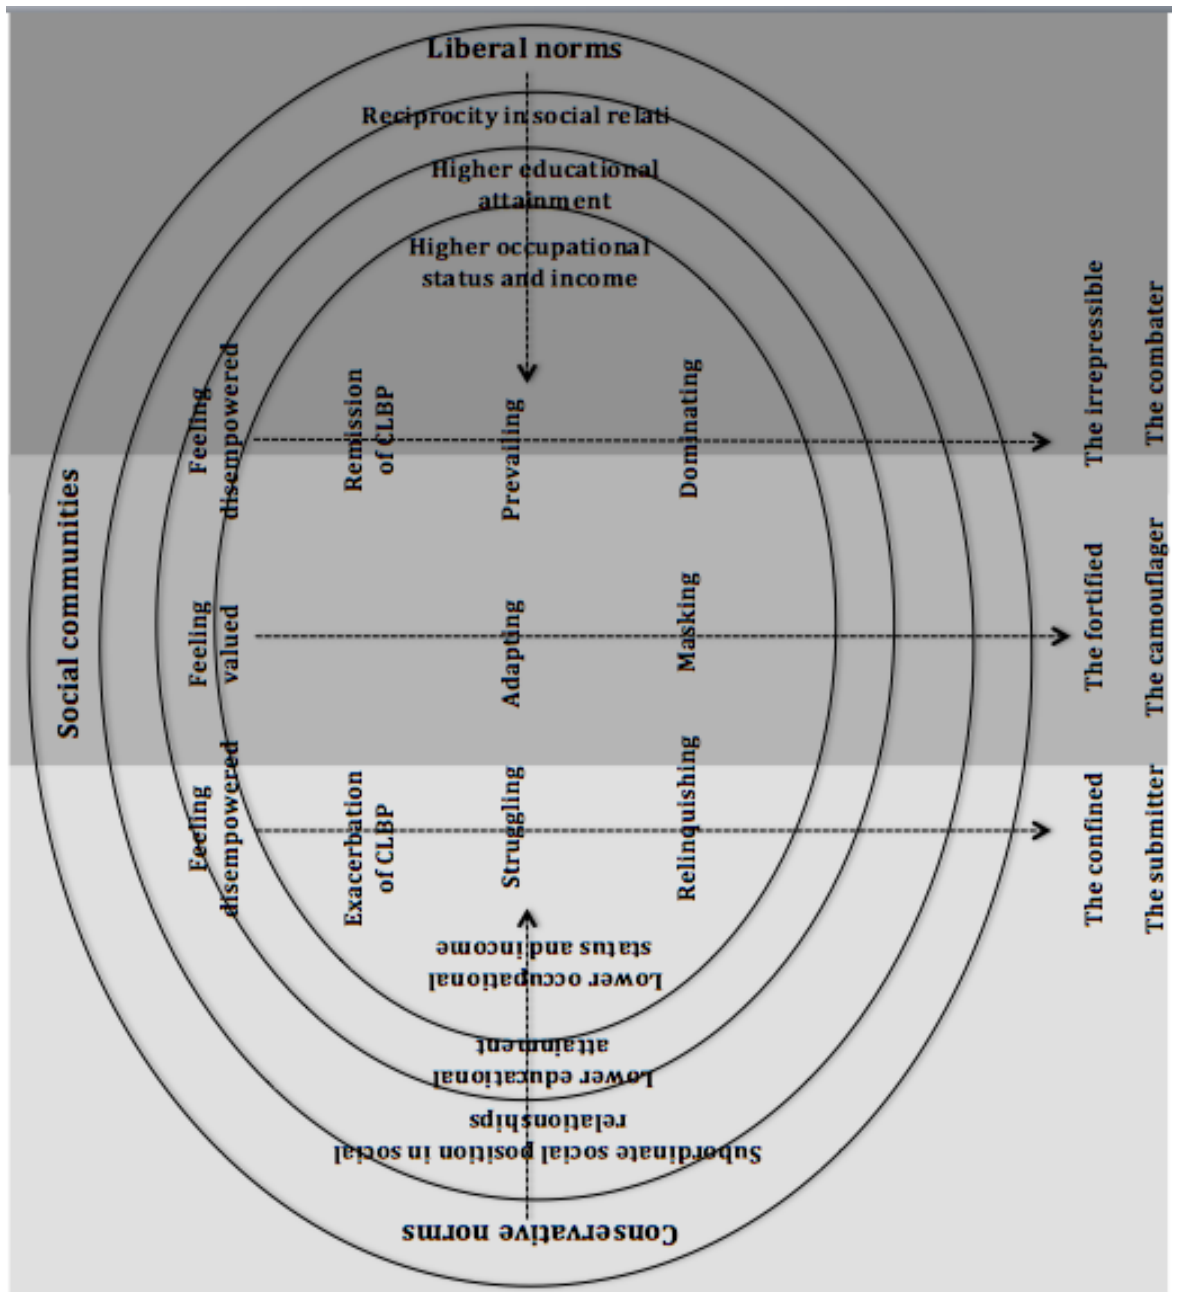 Liberal norms
Reciprocity in social relati
Higher educational
attainment
Higher occupational
status and income
Social communities
Feeling
disempowered
Remission
of CLBP
Prevailing
Dominating
The irrepressible
The combater
Feeling
valued
Adapting
Masking
The fortified
The camouflager
Feeling
disempowered
Exacerbation
of CLBP
Struggling
Relinquishing
The confined
The submitter
Lower occupational
status and income
Lower educational
attainment
Subordinate social position in social
relationships
Conservative norms